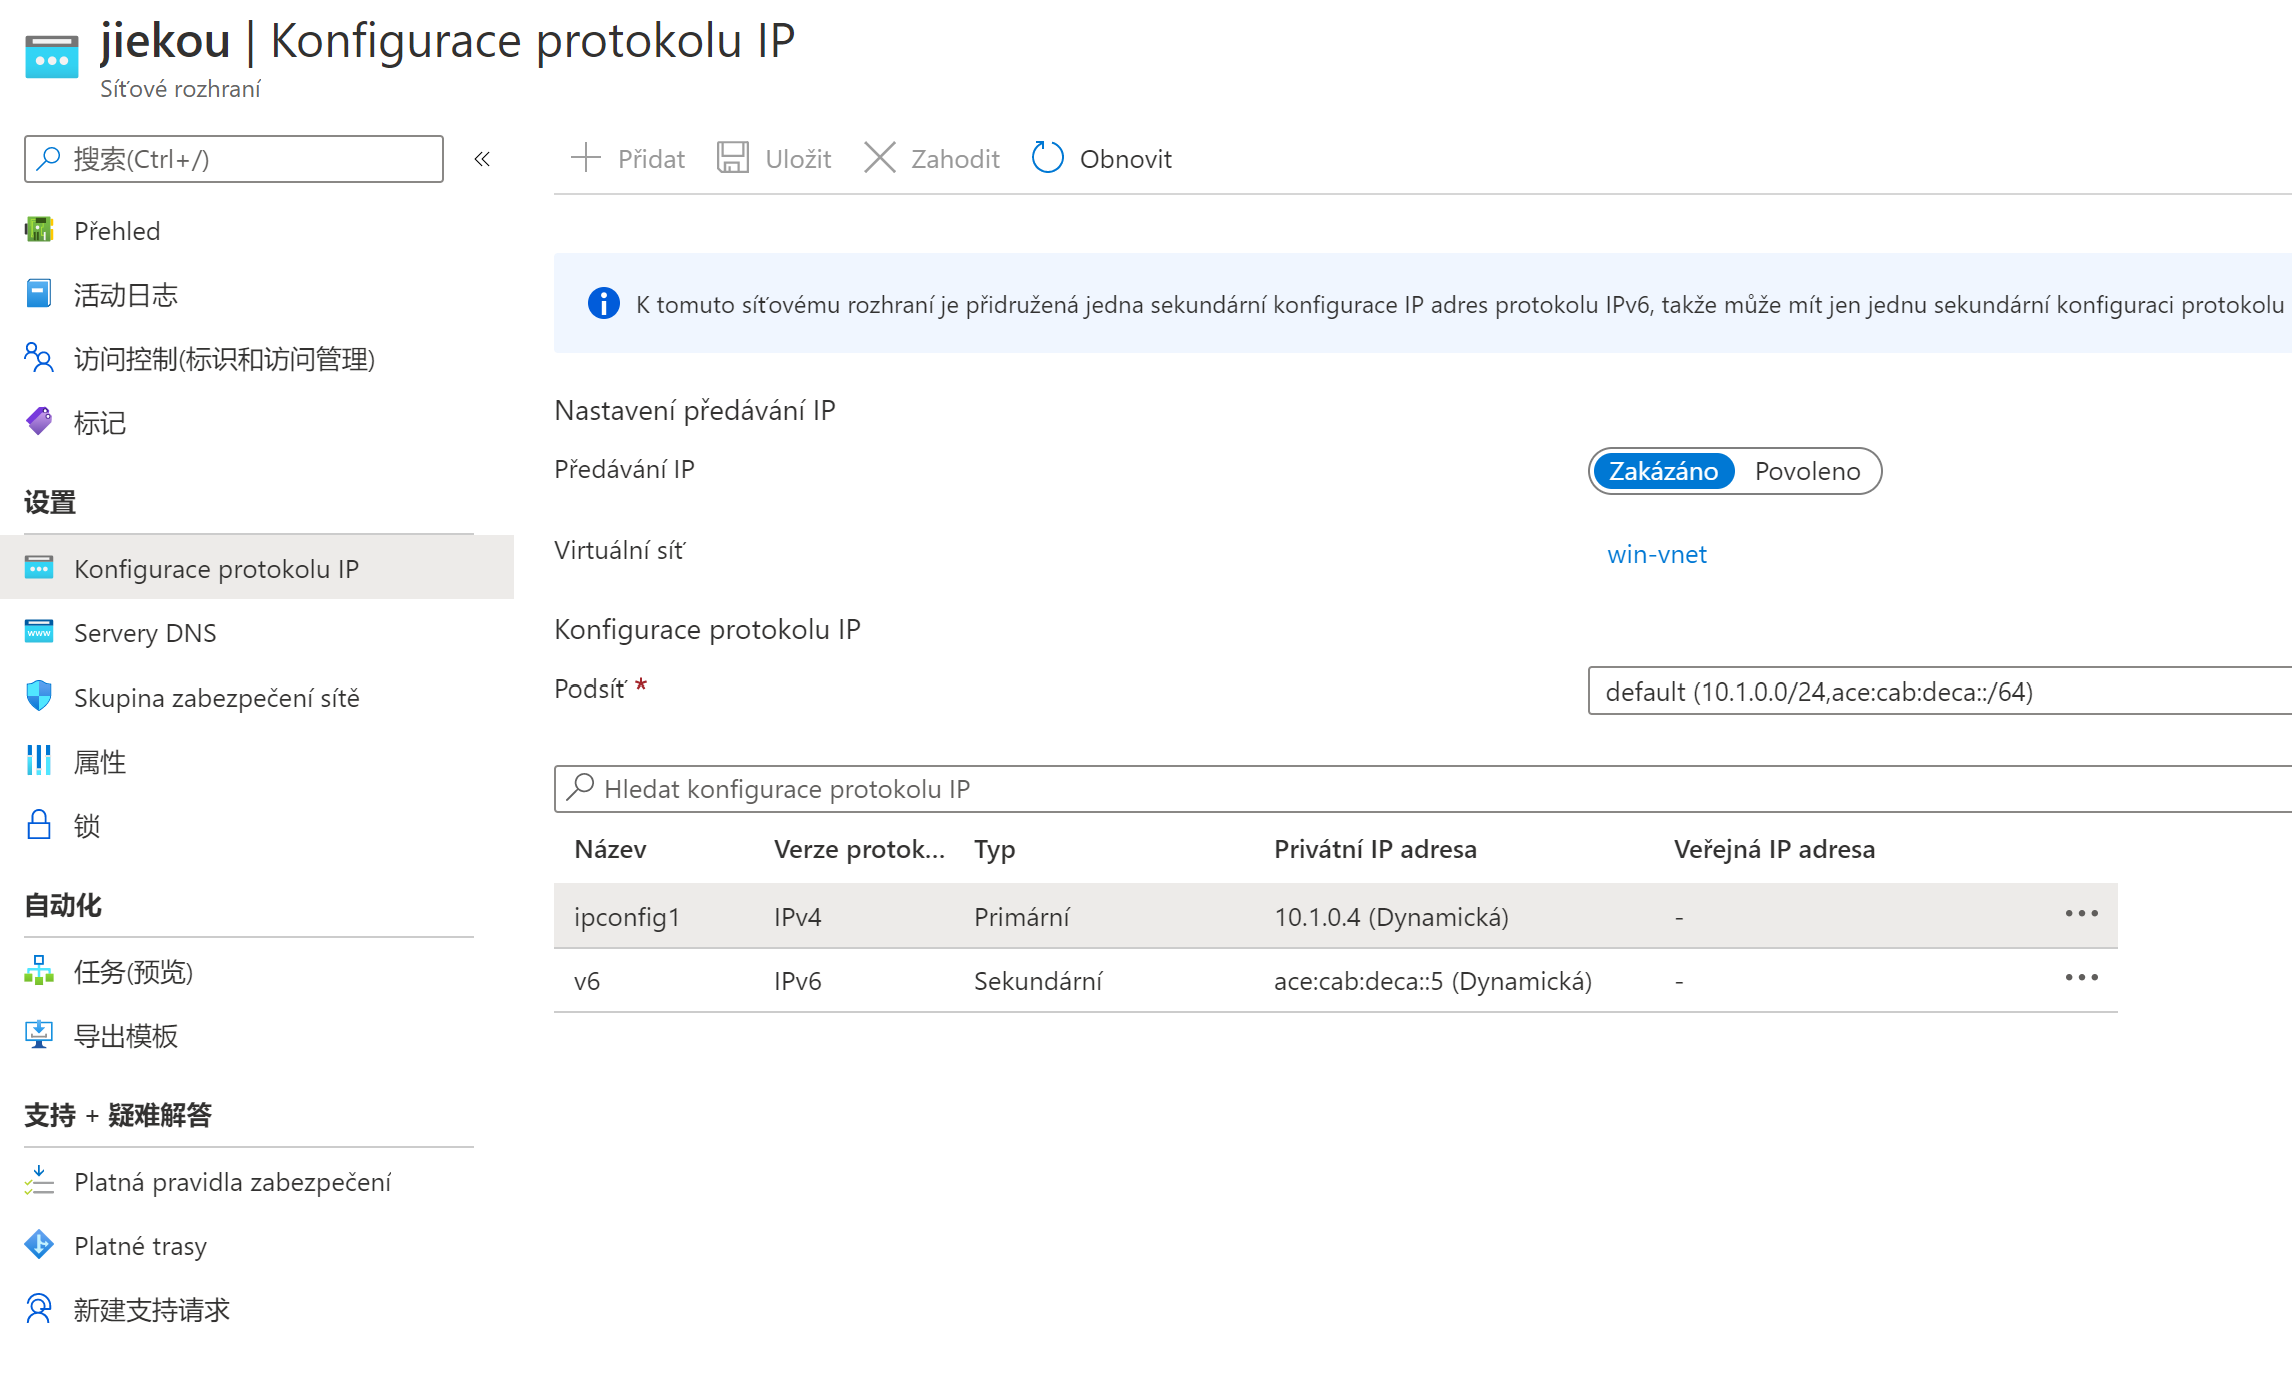 jiekou | Konfigurace protokolu IP
Síťové rozhraní
搜索(Ctrl+/)
«
Přidat
Uložit
Zahodit
Obnovit
Přehled
活动日志
访问控制(标识和访问管理)
标记
设置
Konfigurace protokolu IP
Servery DNS
Skupina zabezpečení sítě
属性
锁
自动化
任务(预览)
导出模板
支持 + 疑难解答
Platná pravidla zabezpečení
Platné trasy
新建支持请求
K tomuto síťovému rozhraní je přidružená jedna sekundární konfigurace IP adres protokolu IPv6, takže může mít jen jednu sekundární konfiguraci protokolu
Nastavení předávání IP
Předávání IP
Zakázáno Povoleno
Virtuální síť
win-vnet
Konfigurace protokolu IP
Podsíť *
default (10.1.0.0/24,ace:cab:deca::/64)
Hledat konfigurace protokolu IP
Název Verze protok... Typ Privátní IP adresa Veřejná IP adresa
ipconfig1 IPv4 Primární 10.1.0.4 (Dynamická) -
v6 IPv6 Sekundární ace:cab:deca::5 (Dynamická) -